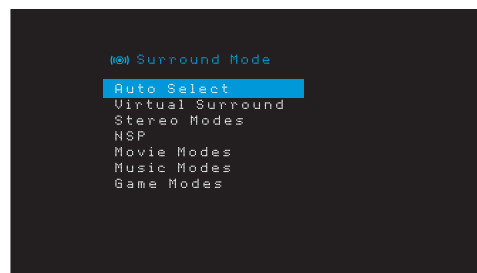 Surround Mode
Auto Select
Virtual Surround
Stereo Modes
NSP
Movie Modes
Music Modes
Game Modes